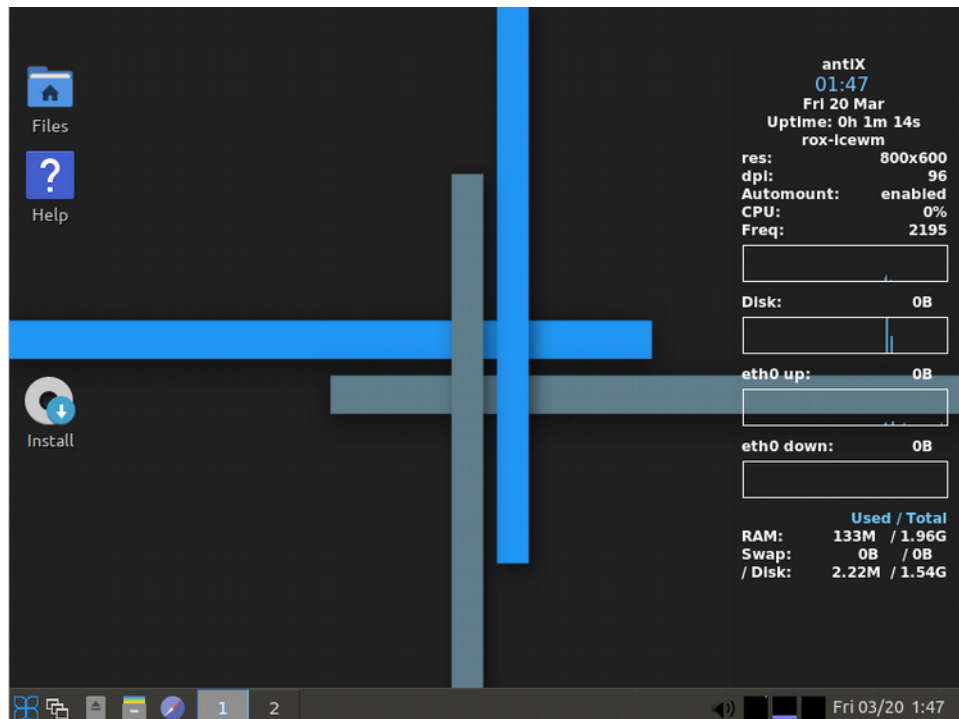 Files
?
Help
Install
antiX
01:47
Fri 20 Mar
Uptime: 0h 1m 14s
rox-icewm
res: 800x600
dpi: 96
Automount: enabled
CPU: 0%
Freq: 2195
Disk: 0B
eth0 up: 0B
eth0 down: 0B
Used / Total
RAM: 133M / 1.96G
Swap: 0B / 0B
/ Disk: 2.22M / 1.54G
1 2 Fri 03/20 1:47